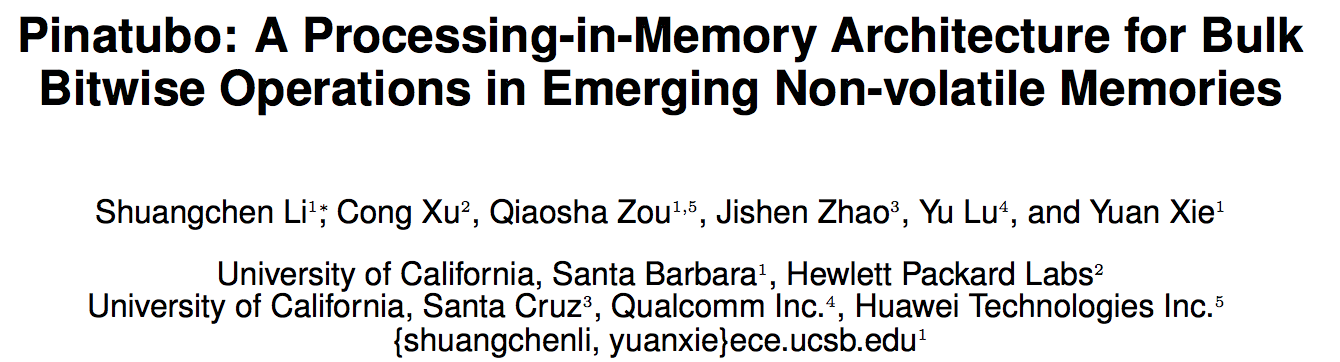 Pinatubo: A Processing-in-Memory Architecture for Bulk
Bitwise Operations in Emerging Non-volatile Memories
Shuangchen Li¹*, Cong Xu², Qiaosha Zou¹,⁵, Jishen Zhao³, Yu Lu⁴, and Yuan Xie¹
University of California, Santa Barbara¹, Hewlett Packard Labs²
University of California, Santa Cruz³, Qualcomm Inc.⁴, Huawei Technologies Inc.⁵
{shuangchenli, yuanxie}ece.ucsb.edu¹